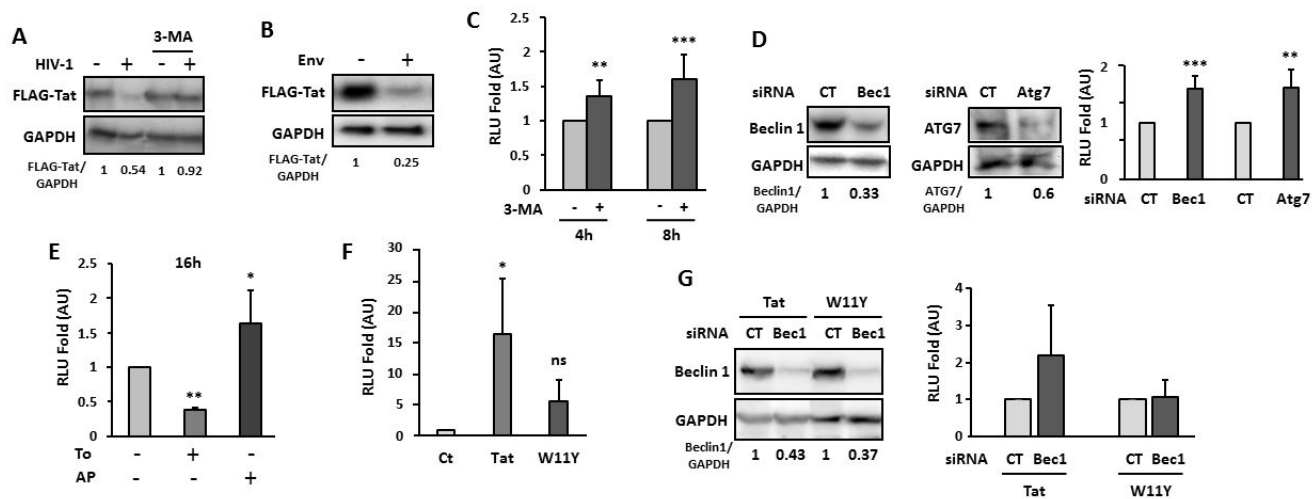 A
3-MA
HIV-1 - + - +
FLAG-Tat
GAPDH
FLAG-Tat/
GAPDH
1 0.54 1 0.92
B
Env - +
FLAG-Tat
GAPDH
FLAG-Tat/
GAPDH
1 0.25
C
RLU Fold (AU)
2.5
2
1.5
1
0.5
0
**
***
3-MA - + - +
4h 8h
D
siRNA CT Bec1
Beclin 1
GAPDH
Beclin1/
GAPDH
1 0.33
siRNA CT Atg7
ATG7
GAPDH
ATG7/
GAPDH
1 0.6
RLU Fold (AU)
2
1
0
***
**
siRNA CT Bec1 CT Atg7
E
16h
RLU Fold (AU)
2.5
2
1.5
1
0.5
0
**
*
To - + -
AP - - +
F
RLU Fold (AU)
30
25
20
15
10
5
0
*
ns
Ct Tat W11Y
G
Tat W11Y
siRNA CT Bec1 CT Bec1
Beclin 1
GAPDH
Beclin1/
GAPDH
1 0.43 1 0.37
RLU Fold (AU)
4
2
1
0
siRNA CT Bec1 CT Bec1
Tat W11Y